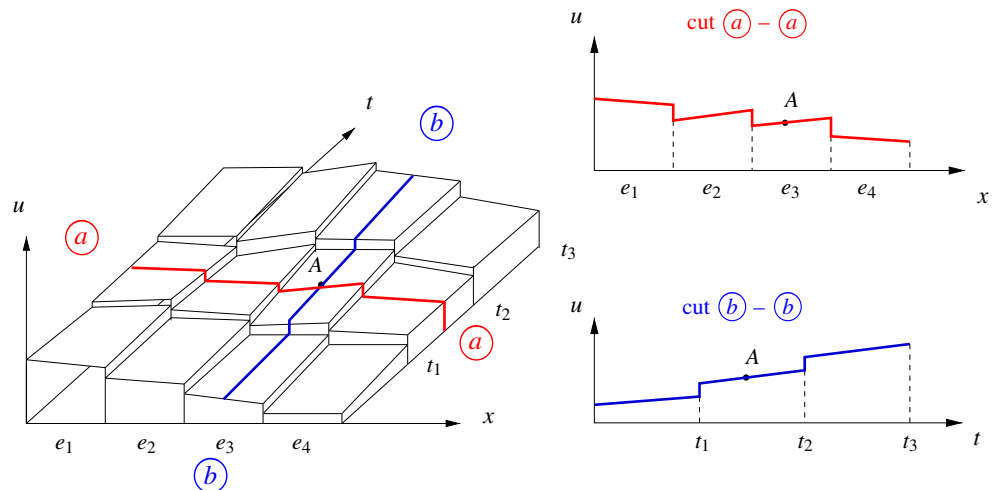 u
t
b
a
A
t3
t2
a
t1
x
e1 e2 e3 e4
b
u
cut a – a
A
e1 e2 e3 e4
x
u
cut b – b
A
t1 t2 t3
t